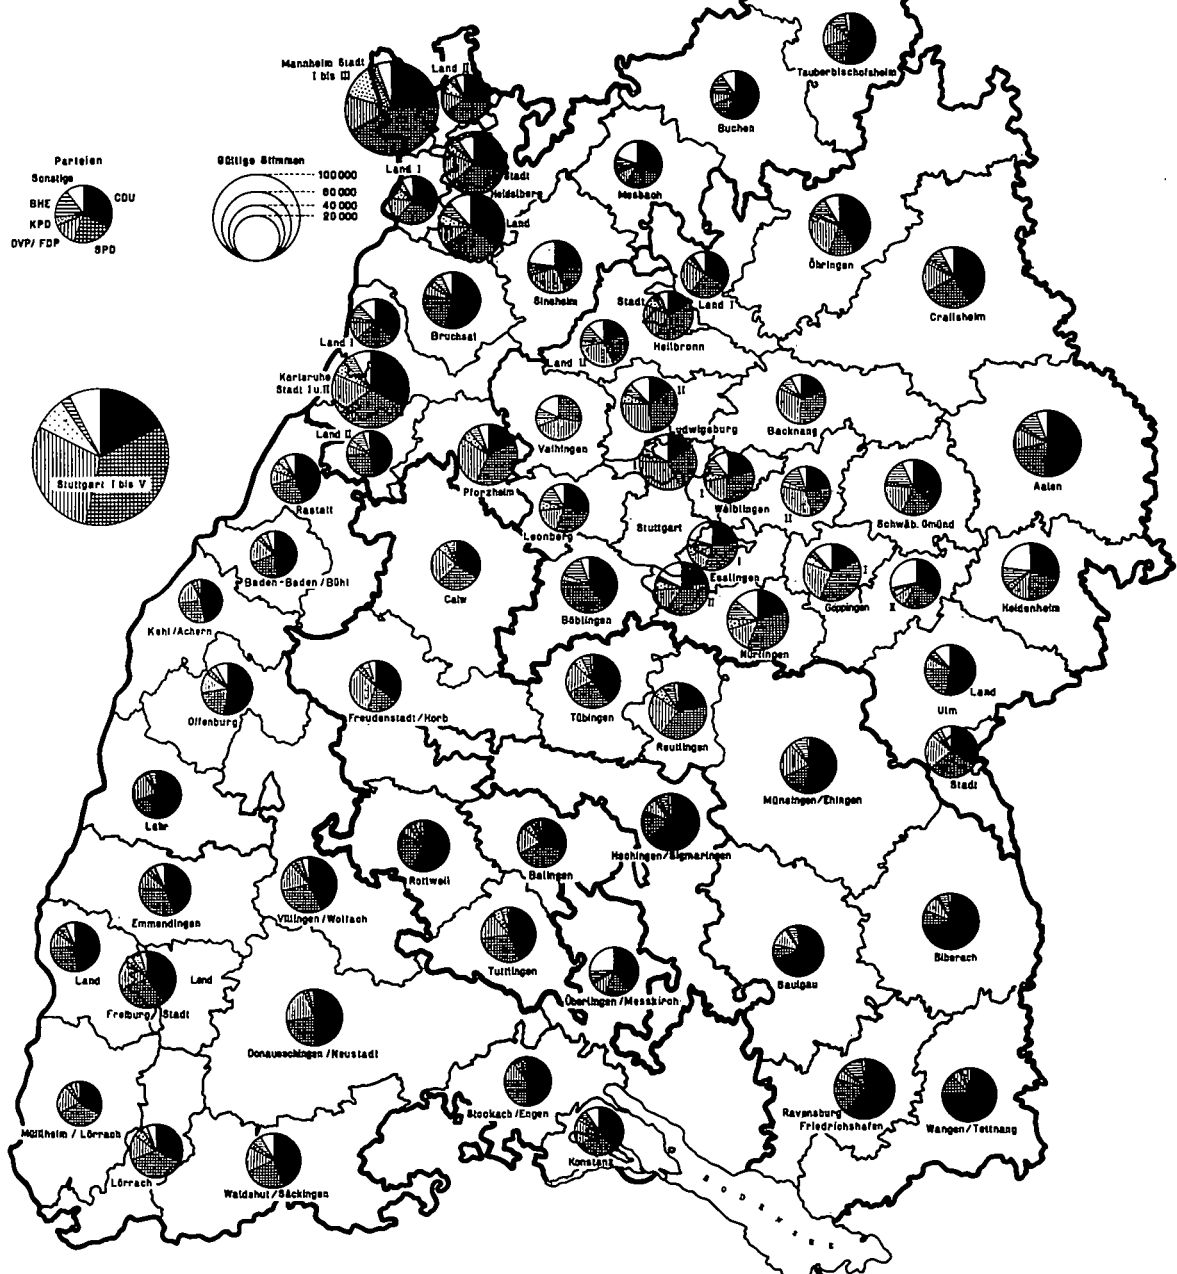 Tauberbischofsheim
Mannheim Stadt
I bis III
Land II
Buchen
Parteien
Sonstige
CDU
BHE
KPD
DVP/ FDP
SPD
Gültige Stimmen
100 000
60 000
40 000
20 000
Land I
Stadt
Heidelberg
Land
Mosbach
Öhringen
Sinsheim
Bruchsal
Stadt
Land I
Heilbronn
Crailsheim
Land I
Land II
Karlsruhe
Stadt I u. II
Land II
II
Ludwigsburg
Backnang
Vaihingen
Stuttgart I bis V
Pforzheim
I
Waiblingen
II
Aalen
Rastatt
Leonberg
Stuttgart
Schwäb. Gmünd
Baden-Baden / Bühl
Calw
Böblingen
I
Esslingen
II
I
Göppingen
II
Heidenheim
Kehl / Achern
Nürtingen
Offenburg
Freudenstadt / Horb
Tübingen
Reutlingen
Land
Ulm
Stadt
Münsingen / Ehingen
Lahr
Hechingen / Sigmaringen
Rottweil
Balingen
Emmendingen
Villingen / Wolfach
Biberach
Land
Land
Freiburg
Stadt
Tuttlingen
Überlingen / Messkirch
Saulgau
Donaueschingen / Neustadt
Stockach / Engen
Müllheim / Lörrach
Ravensburg
Friedrichshafen
Wangen / Tettnang
Konstanz
Lörrach
Waldshut / Säckingen
BODENSEE